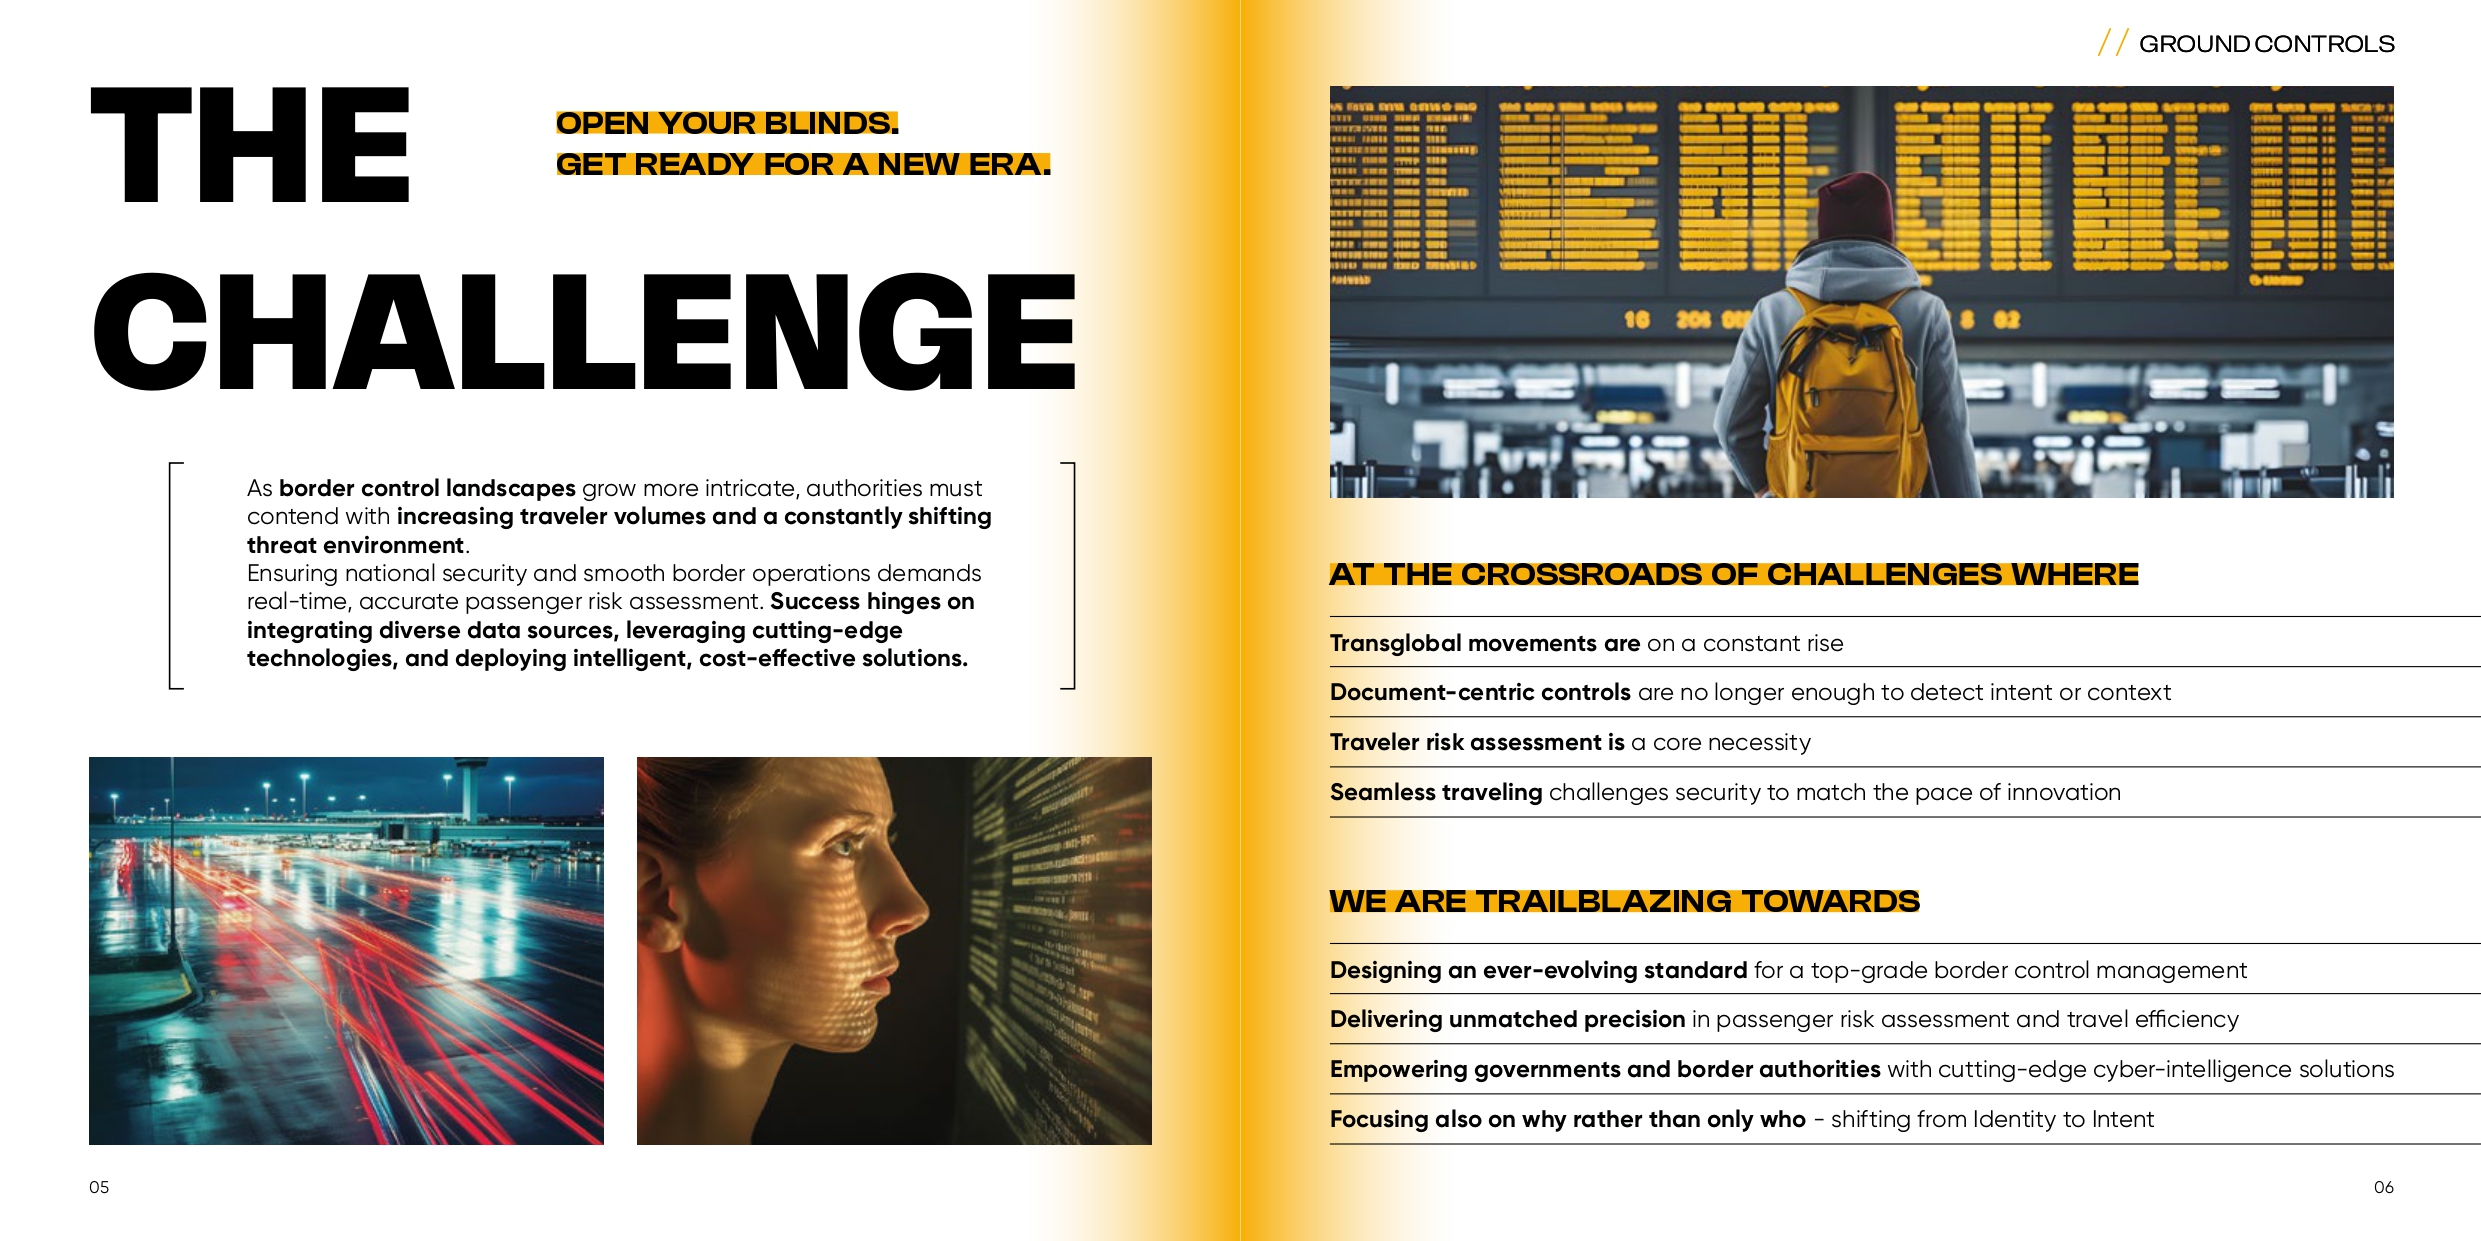 THE
CHALLENGE
OPEN YOUR BLINDS.
GET READY FOR A NEW ERA.
As border control landscapes grow more intricate, authorities must
contend with increasing traveler volumes and a constantly shifting
threat environment.
Ensuring national security and smooth border operations demands
real-time, accurate passenger risk assessment. Success hinges on
integrating diverse data sources, leveraging cutting-edge
technologies, and deploying intelligent, cost-effective solutions.
05
// GROUND CONTROLS
AT THE CROSSROADS OF CHALLENGES WHERE
Transglobal movements are on a constant rise
Document-centric controls are no longer enough to detect intent or context
Traveler risk assessment is a core necessity
Seamless traveling challenges security to match the pace of innovation
WE ARE TRAILBLAZING TOWARDS
Designing an ever-evolving standard for a top-grade border control management
Delivering unmatched precision in passenger risk assessment and travel efficiency
Empowering governments and border authorities with cutting-edge cyber-intelligence solutions
Focusing also on why rather than only who - shifting from Identity to Intent
06